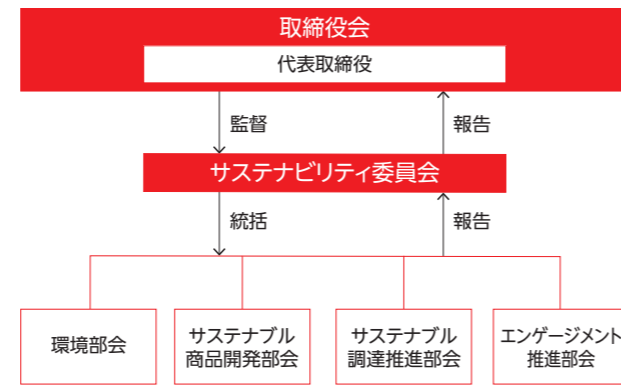 取締役会
代表取締役
監督
報告
サステナビリティ委員会
統括
報告
環境部会
サステナブル
商品開発部会
サステナブル
調達推進部会
エンゲージメント
推進部会